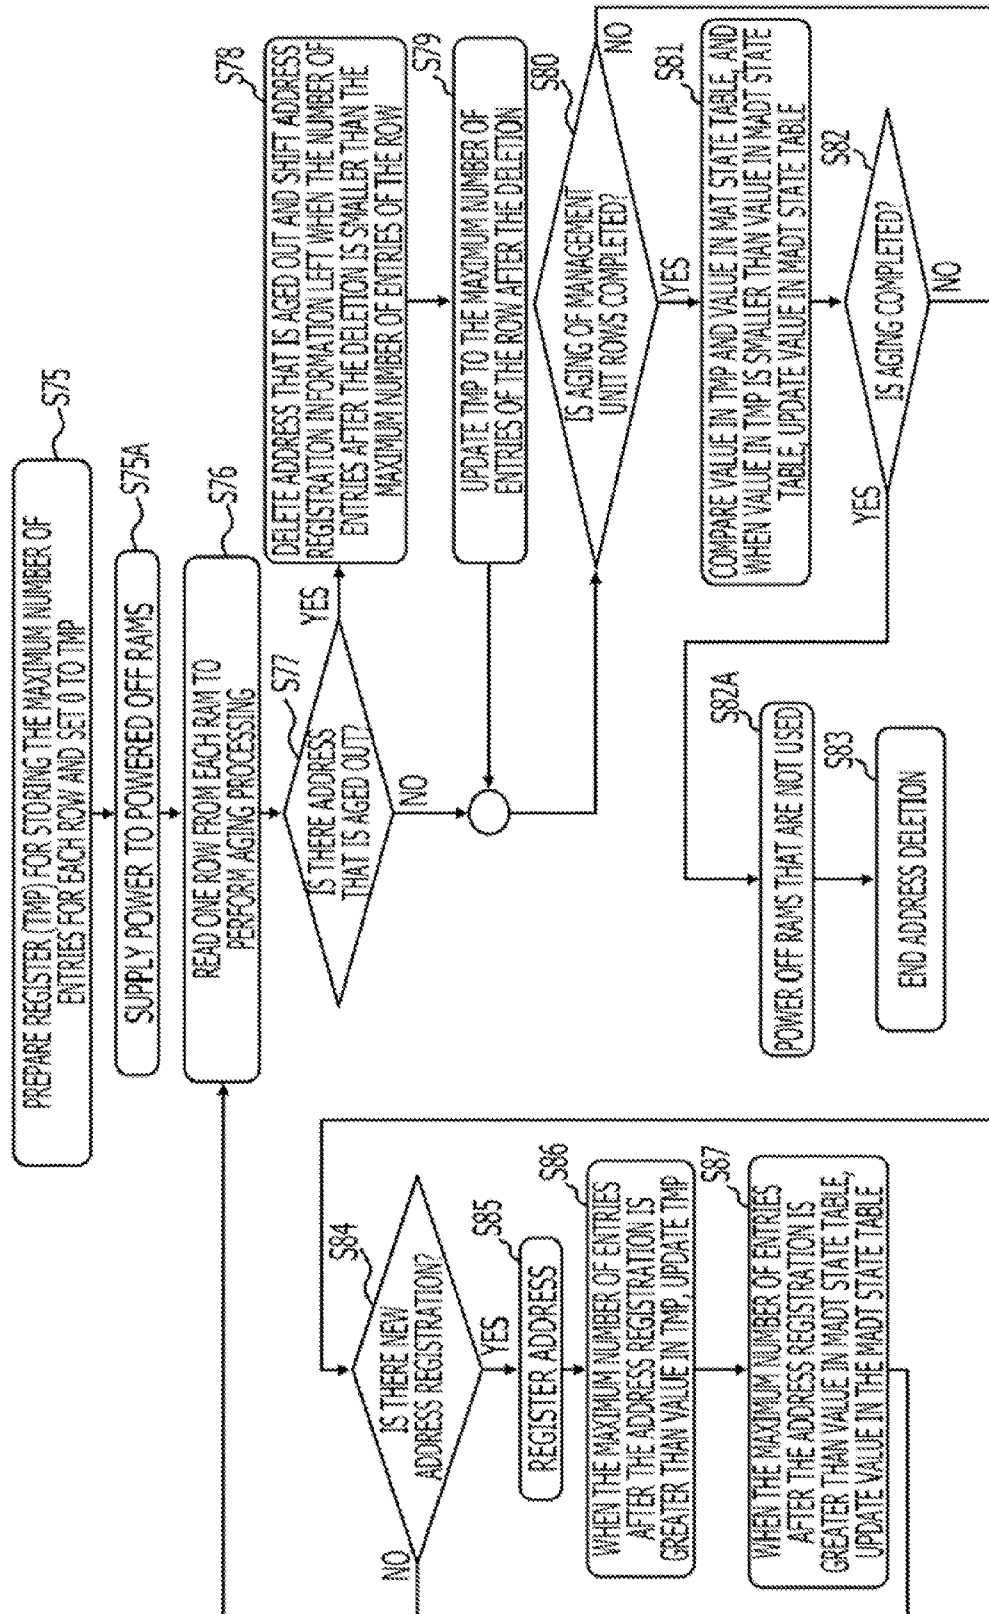 S75
PREPARE REGISTER (TMP) FOR STORING THE MAXIMUM NUMBER OF
ENTRIES FOR EACH ROW AND SET 0 TO TMP
S75A
SUPPLY POWER TO POWERED OFF RAMS
S76
READ ONE ROW FROM EACH RAM TO
PERFORM AGING PROCESSING
S77
IS THERE ADDRESS
THAT IS AGED OUT?
YES
NO
S78
DELETE ADDRESS THAT IS AGED OUT AND SHIFT ADDRESS
REGISTRATION INFORMATION LEFT WHEN THE NUMBER OF
ENTRIES AFTER THE DELETION IS SMALLER THAN THE
MAXIMUM NUMBER OF ENTRIES OF THE ROW
S79
UPDATE TMP TO THE MAXIMUM NUMBER OF
ENTRIES OF THE ROW AFTER THE DELETION
S80
IS AGING OF MANAGEMENT
UNIT ROWS COMPLETED?
NO
YES
S81
COMPARE VALUE IN TMP AND VALUE IN MAT STATE TABLE, AND
WHEN VALUE IN TMP IS SMALLER THAN VALUE IN MADT STATE
TABLE, UPDATE VALUE IN MADT STATE TABLE
S82
IS AGING COMPLETED?
YES
NO
S82A
POWER OFF RAMS THAT ARE NOT USED
S83
END ADDRESS DELETION
S84
IS THERE NEW
ADDRESS REGISTRATION?
NO
YES
S85
REGISTER ADDRESS
S86
WHEN THE MAXIMUM NUMBER OF ENTRIES
AFTER THE ADDRESS REGISTRATION IS
GREATER THAN VALUE IN TMP, UPDATE TMP
S87
WHEN THE MAXIMUM NUMBER OF ENTRIES
AFTER THE ADDRESS REGISTRATION IS
GREATER THAN VALUE IN MADT STATE TABLE,
UPDATE VALUE IN THE MADT STATE TABLE